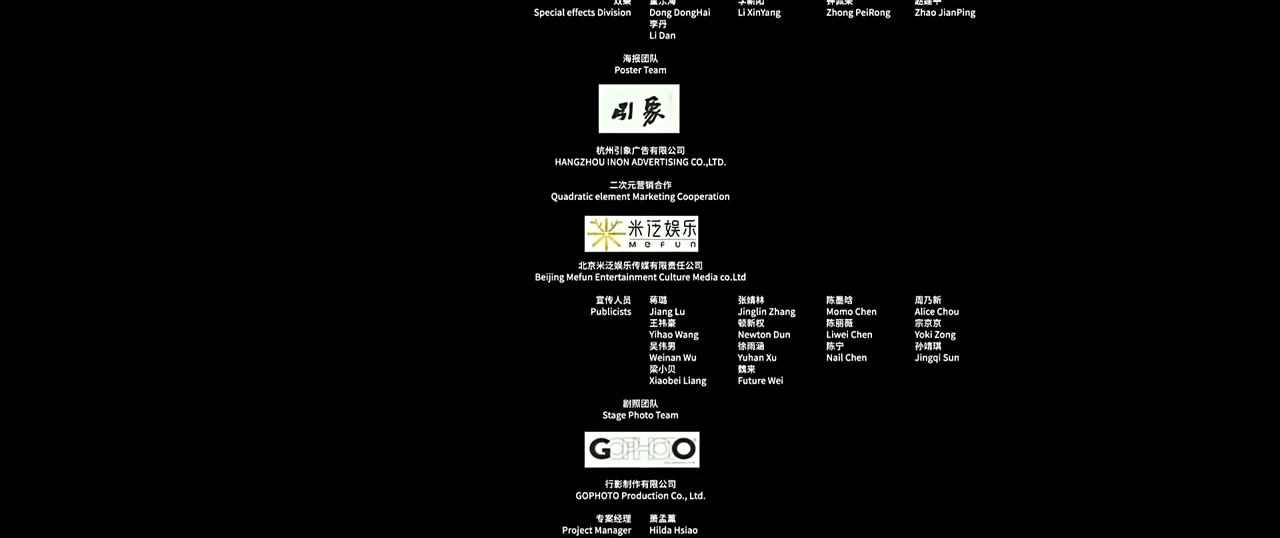 Special effects Division Dong DongHai Li XinYang Zhong PeiRong Zhao JianPing
李丹
Li Dan
海报团队
Poster Team
引象
杭州引象广告有限公司
HANGZHOU INON ADVERTISING CO.,LTD.
二次元营销合作
Quadratic element Marketing Cooperation
米泛娱乐
MeFun
北京米泛娱乐传媒有限责任公司
Beijing Mefun Entertainment Culture Media co.Ltd
宣传人员 蒋璐 张婧林 陈墨晗 周乃新
Publicists Jiang Lu Jinglin Zhang Momo Chen Alice Chou
王祎豪 顿新权 陈丽薇 宗京京
Yihao Wang Newton Dun Liwei Chen Yoki Zong
吴伟男 徐雨涵 陈宁 孙靖琪
Weinan Wu Yuhan Xu Nail Chen Jingqi Sun
梁小贝 魏来
Xiaobei Liang Future Wei
剧照团队
Stage Photo Team
GOPHOTO
行影制作有限公司
GOPHOTO Production Co., Ltd.
专案经理 萧孟薰
Project Manager Hilda Hsiao